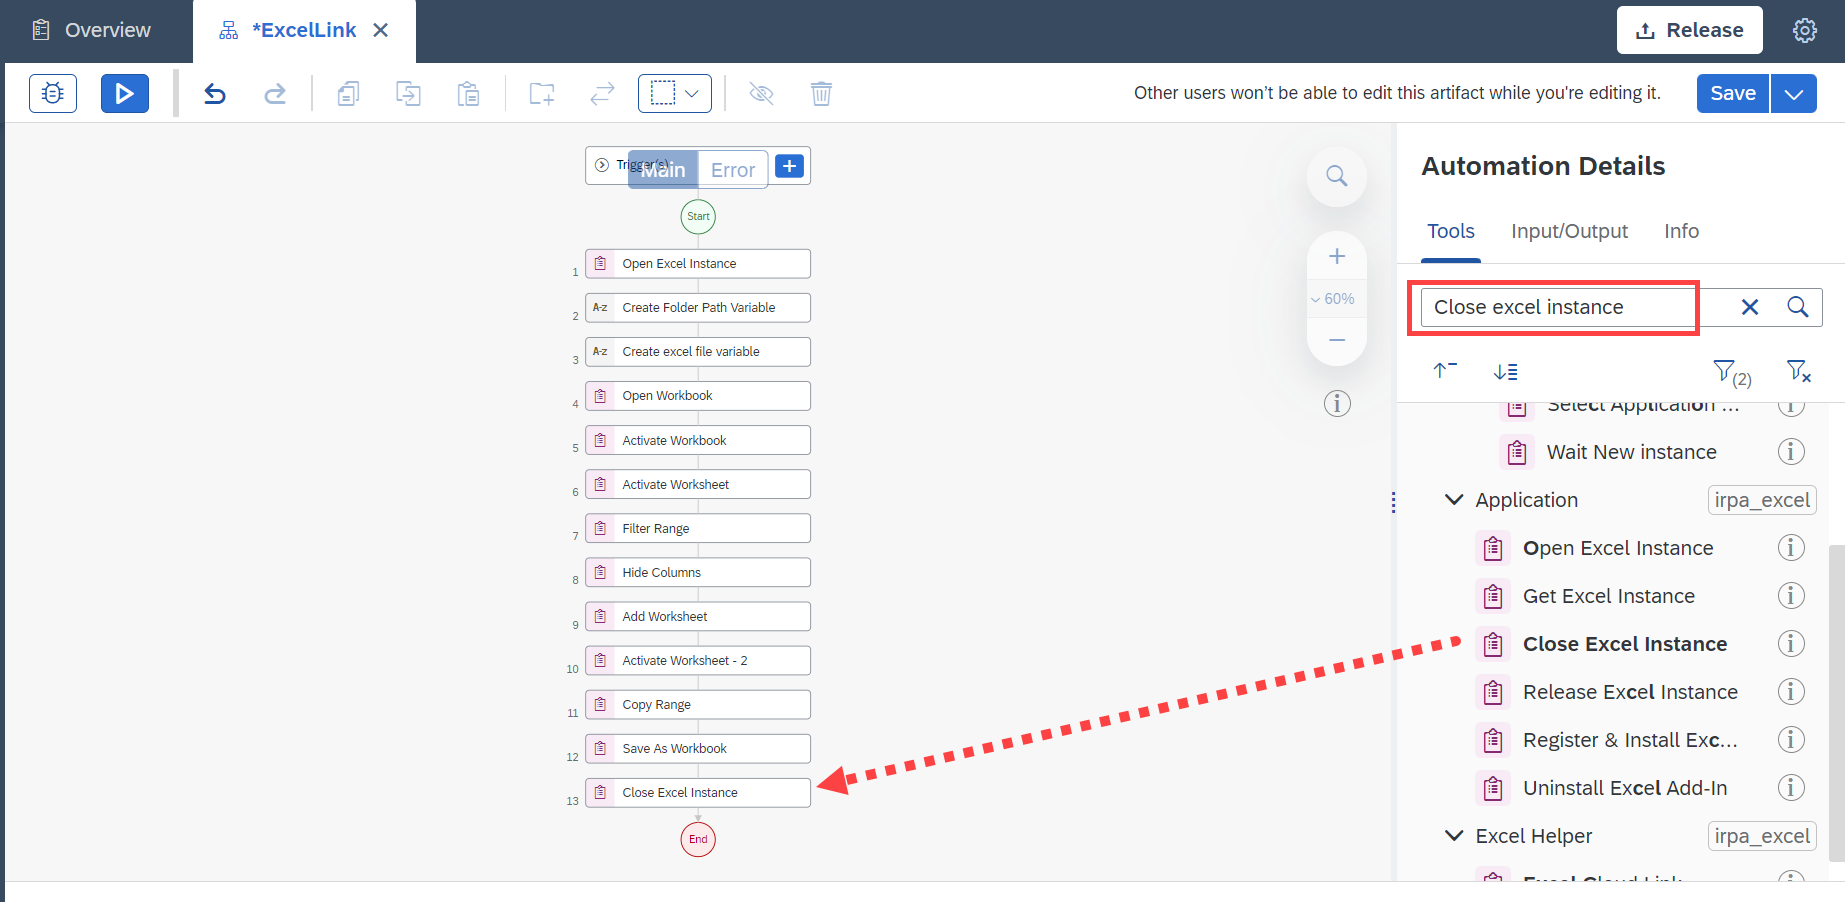 Overview
*ExcelLink
Release
Other users won't be able to edit this artifact while you're editing it.
Save
Trigger(s)
Main
Error
Start
1
Open Excel Instance
2
A-z
Create Folder Path Variable
3
A-z
Create excel file variable
4
Open Workbook
5
Activate Workbook
6
Activate Worksheet
7
Filter Range
8
Hide Columns
9
Add Worksheet
10
Activate Worksheet - 2
11
Copy Range
12
Save As Workbook
13
Close Excel Instance
End
60%
Automation Details
Tools
Input/Output
Info
Close excel instance
(2)
Select Application ...
Wait New instance
Application
irpa_excel
Open Excel Instance
Get Excel Instance
Close Excel Instance
Release Excel Instance
Register & Install Exc...
Uninstall Excel Add-In
Excel Helper
irpa_excel
Excel Cloud Link